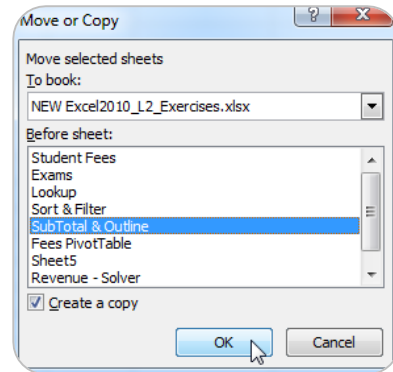 Move or Copy
Move selected sheets
To book:
NEW Excel2010_L2_Exercises.xlsx
Before sheet:
Student Fees
Exams
Lookup
Sort & Filter
SubTotal & Outline
Fees PivotTable
Sheet5
Revenue - Solver
Create a copy
OK Cancel